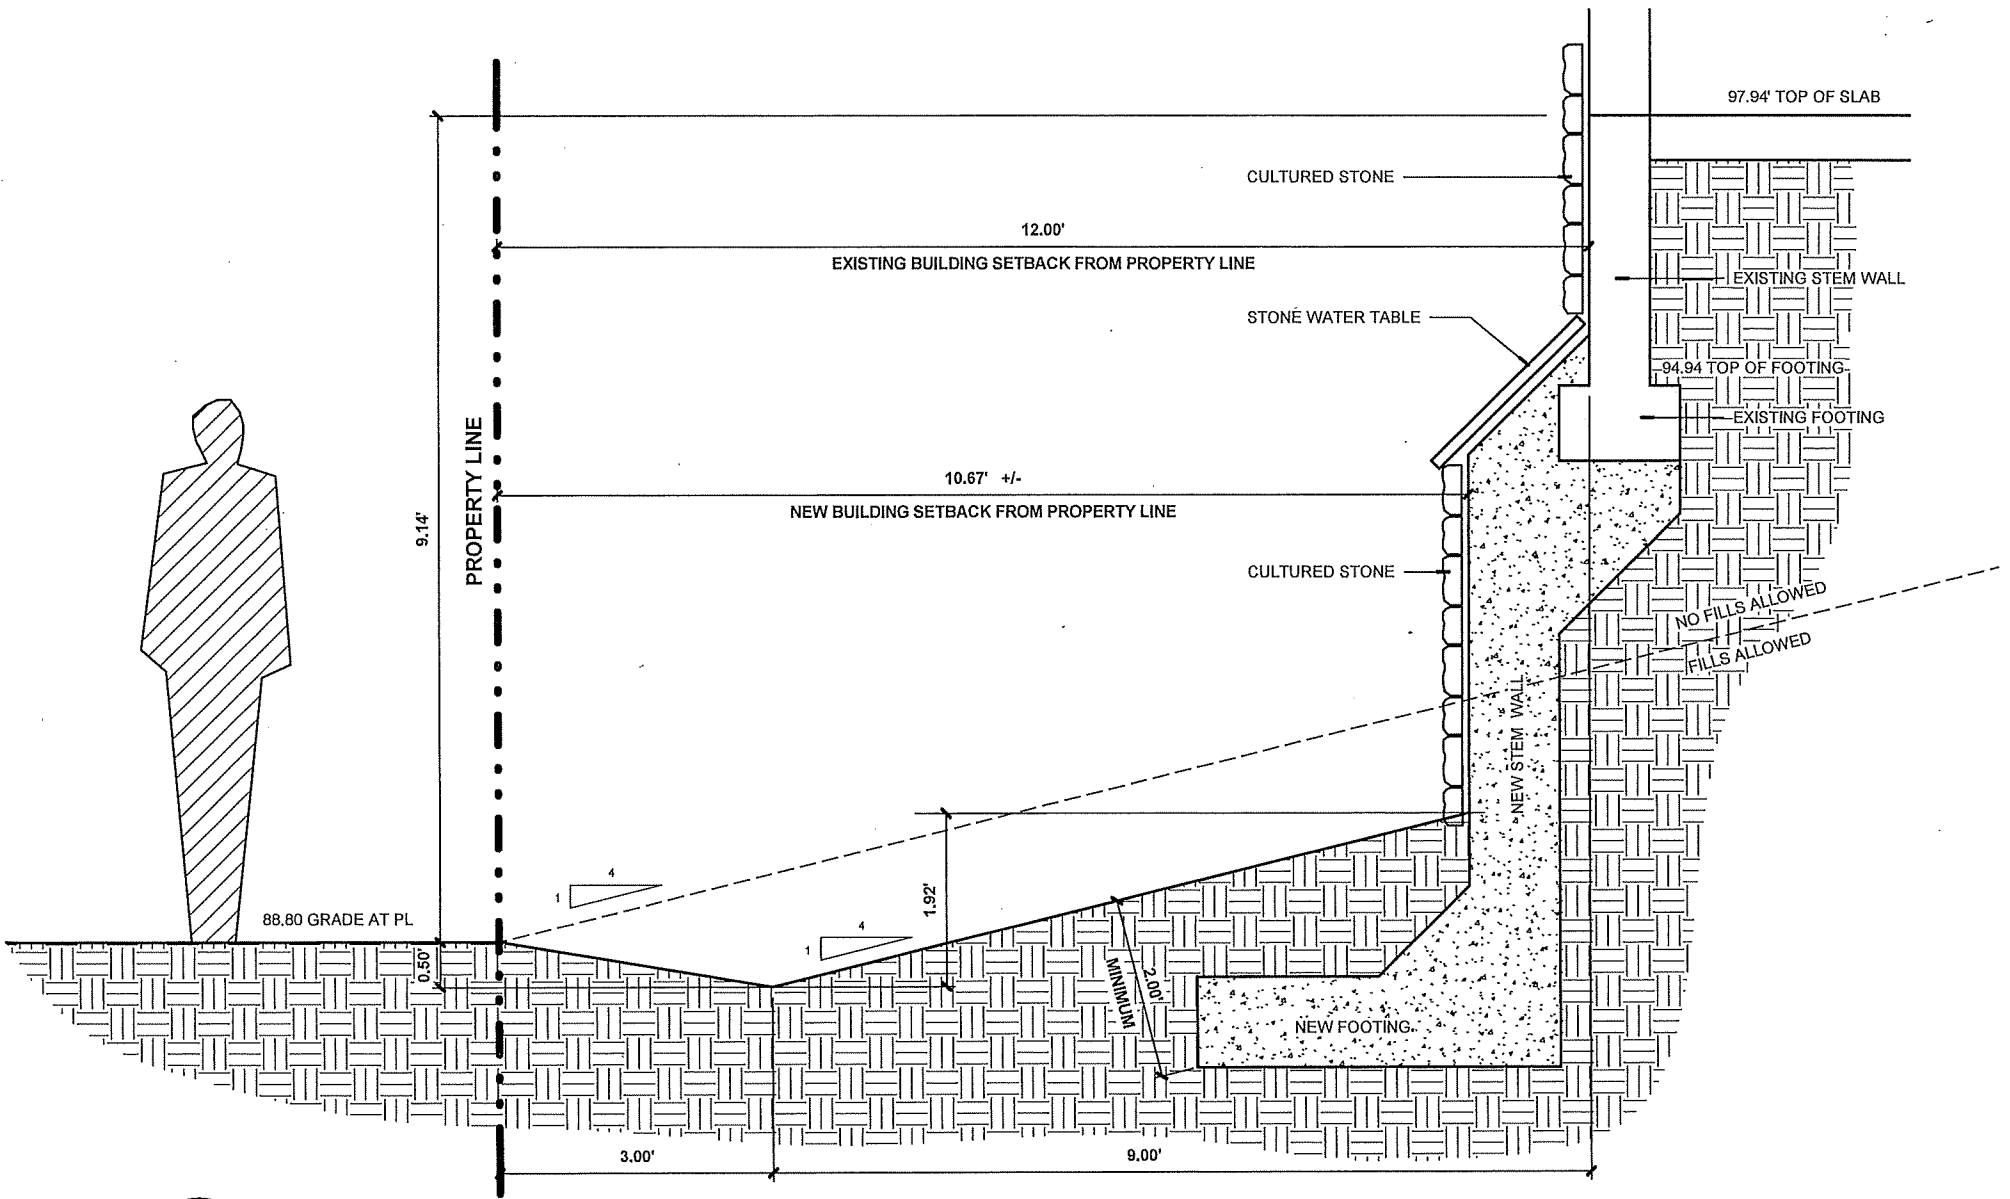 97.94' TOP OF SLAB
CULTURED STONE
12.00'
EXISTING BUILDING SETBACK FROM PROPERTY LINE
EXISTING STEM WALL
STONE WATER TABLE
94.94 TOP OF FOOTING
EXISTING FOOTING
PROPERTY LINE
9.14'
10.67' +/-
NEW BUILDING SETBACK FROM PROPERTY LINE
CULTURED STONE
NO FILLS ALLOWED
FILLS ALLOWED
NEW STEM WALL
4
1
1.92'
88.80 GRADE AT PL
4
1
0.50'
2.00'
MINIMUM
NEW FOOTING
3.00'
9.00'